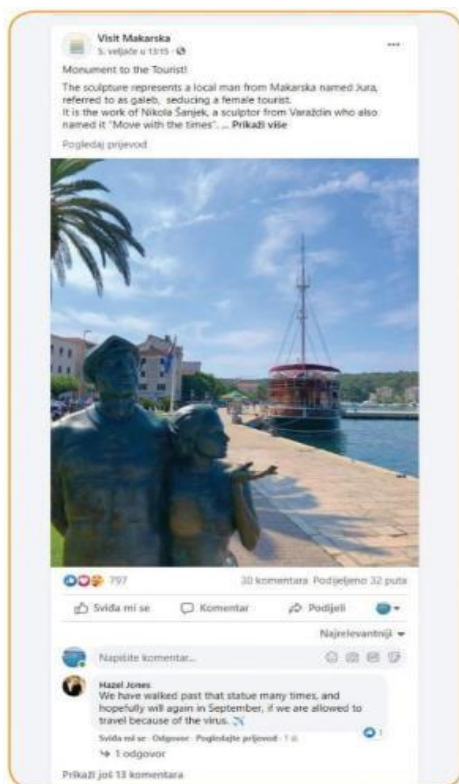 Visit Makarska
5. veljače u 13:15 ·
Monument to the Tourist!
The sculpture represents a local man from Makarska named Jura,
referred to as galeb, seducing a female tourist.
It is the work of Nikola Šanjek, a sculptor from Varaždin who also
named it "Move with the times". ... Prikaži više
Pogledaj prijevod
797
30 komentara Podijeljeno 32 puta
Sviđa mi se Komentar Podijeli
Najrelevantniji
Napišite komentar...
Hazel Jones
We have walked past that statue many times, and
hopefully will again in September, if we are allowed to
travel because of the virus.
1
Sviđa mi se · Odgovor · Pogledajte prijevod ·
1 odgovor
Prikaži još 13 komentara